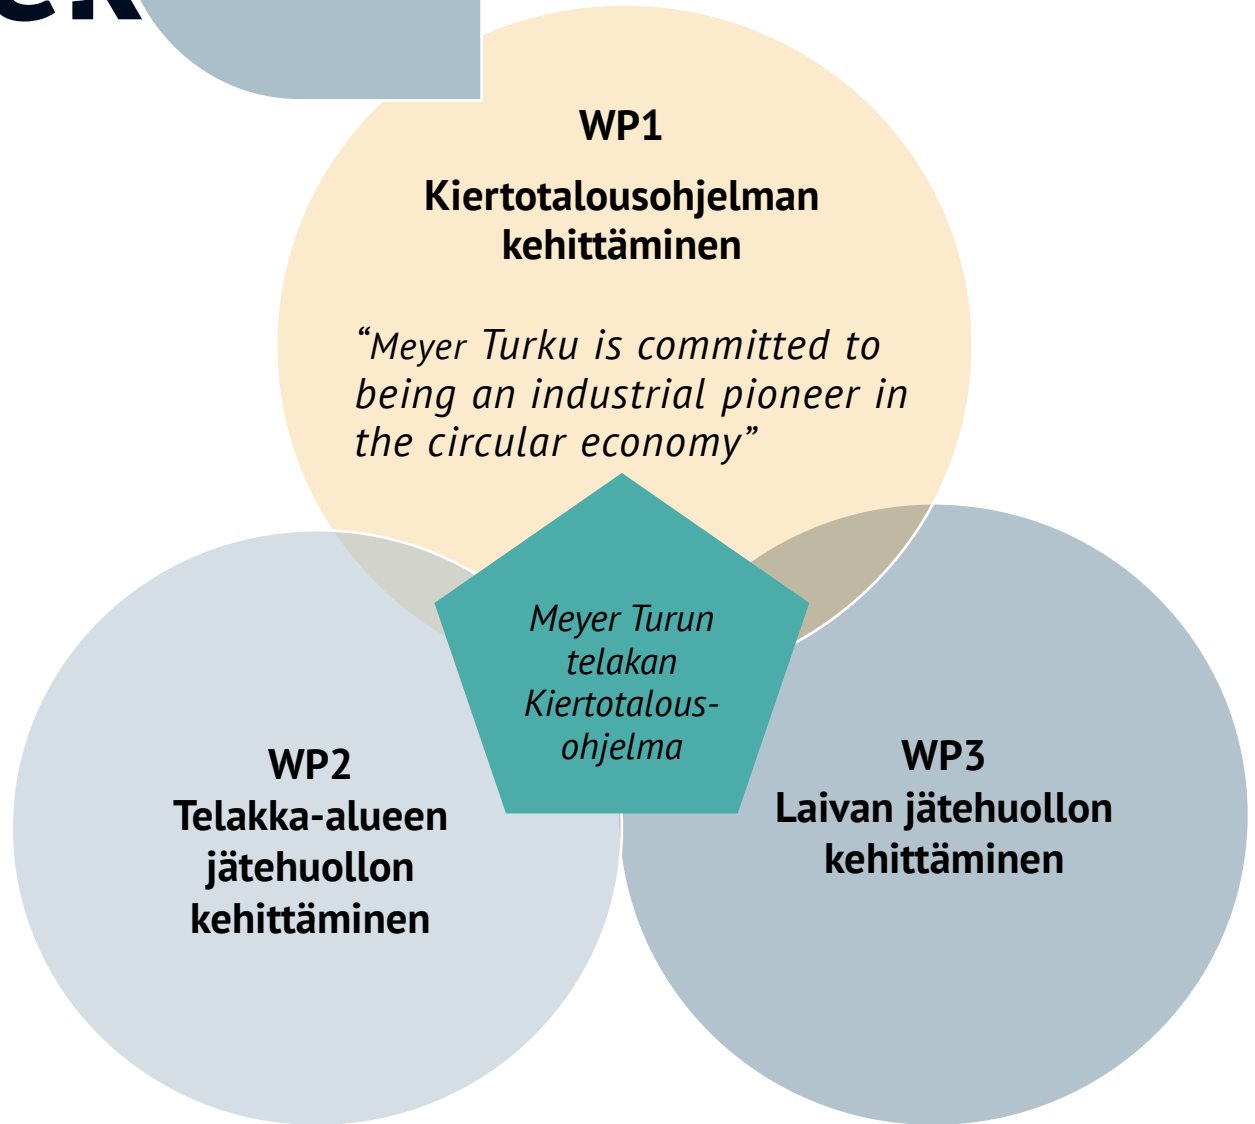 WP1
Kiertotalousohjelman
kehittäminen
“Meyer Turku is committed to
being an industrial pioneer in
the circular economy”
Meyer Turun
telakan
Kiertotalous-
ohjelma
WP2
Telakka-alueen
jätehuollon
kehittäminen
WP3
Laivan jätehuollon
kehittäminen